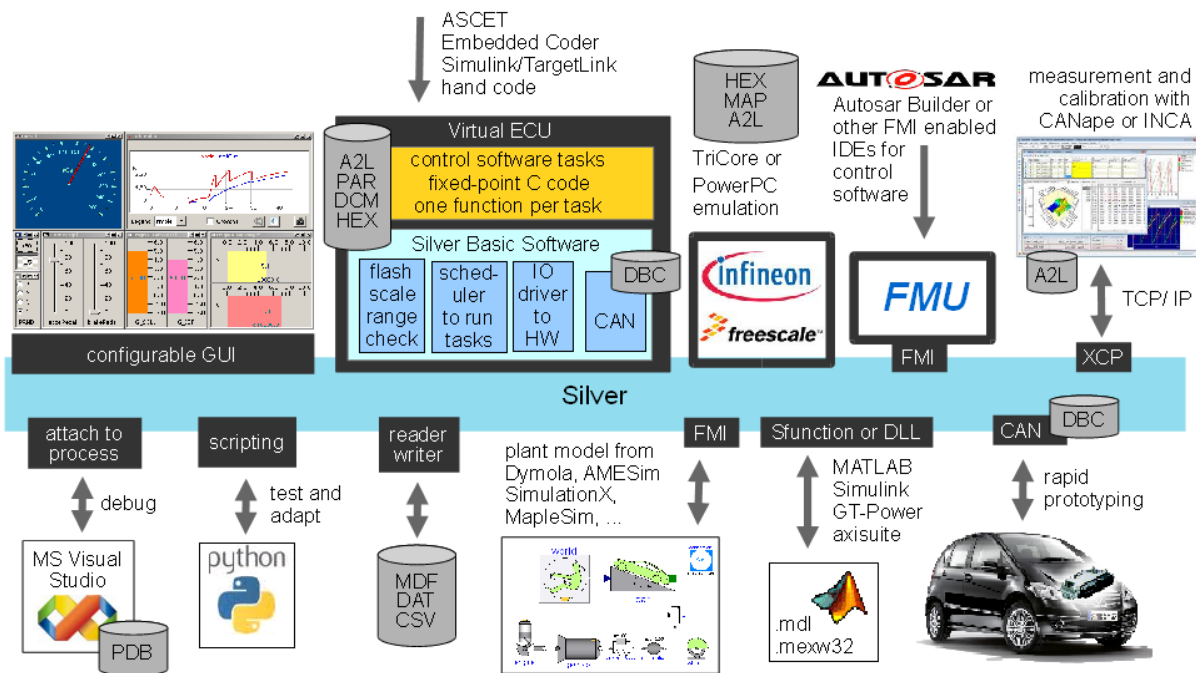 ASCET
Embedded Coder
Simulink/TargetLink
hand code
HEX
MAP
A2L
TriCore or
PowerPC
emulation
AUTOSAR
Autosar Builder or
other FMI enabled
IDEs for
control
software
measurement and
calibration with
CANape or INCA
A2L
TCP/ IP
Virtual ECU
A2L
PAR
DCM
HEX
control software tasks
fixed-point C code
one function per task
Silver Basic Software
flash
scale
range
check
sched-
uler
to run
tasks
IO
driver
to
HW
CAN
DBC
infineon
freescale™
FMU
configurable GUI
FMI
XCP
Silver
attach to
process
scripting
reader
writer
FMI
Sfunction or DLL
CAN
DBC
debug
test and
adapt
plant model from
Dymola, AMESim
SimulationX,
MapleSim, ...
MATLAB
Simulink
GT-Power
axisuite
rapid
prototyping
MS Visual
Studio
PDB
python
MDF
DAT
CSV
world
.mdl
.mexw32